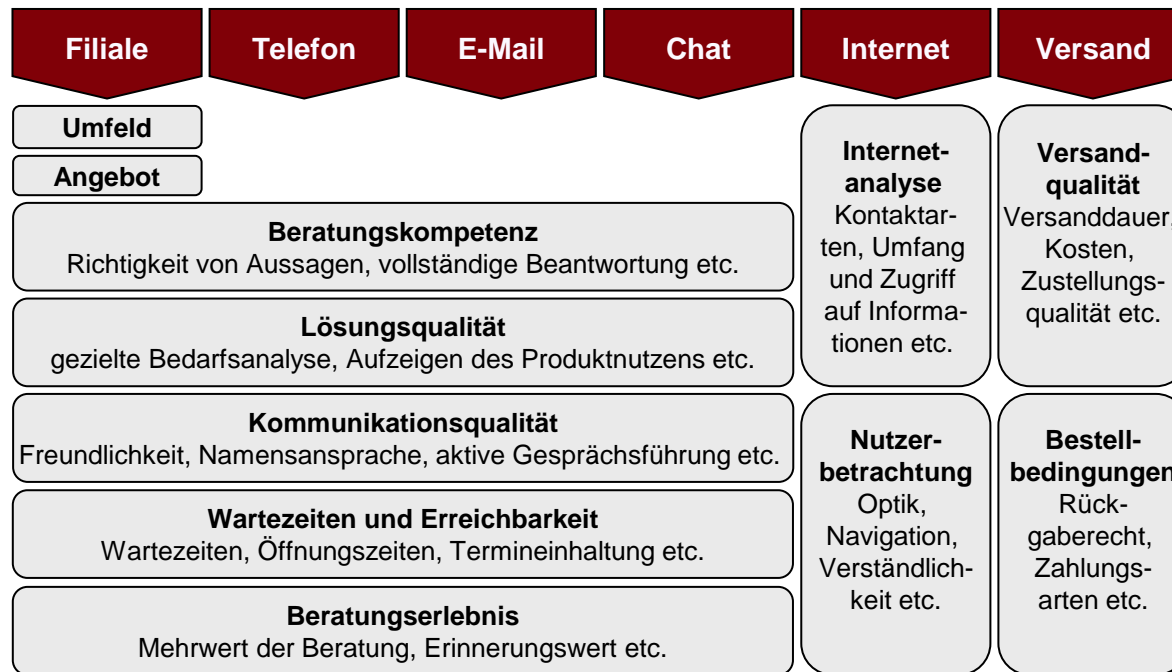 Filiale
Telefon
E-Mail
Chat
Internet
Versand
Umfeld
Angebot
Beratungskompetenz
Richtigkeit von Aussagen, vollständige Beantwortung etc.
Lösungsqualität
gezielte Bedarfsanalyse, Aufzeigen des Produktnutzens etc.
Kommunikationsqualität
Freundlichkeit, Namensansprache, aktive Gesprächsführung etc.
Wartezeiten und Erreichbarkeit
Wartezeiten, Öffnungszeiten, Termineinhaltung etc.
Beratungserlebnis
Mehrwert der Beratung, Erinnerungswert etc.
Internet-
analyse
Kontaktar-
ten, Umfang
und Zugriff
auf Informa-
tionen etc.
Nutzer-
betrachtung
Optik,
Navigation,
Verständlich-
keit etc.
Versand-
qualität
Versanddauer,
Kosten,
Zustellungs-
qualität etc.
Bestell-
bedingungen
Rück-
gaberecht,
Zahlungs-
arten etc.